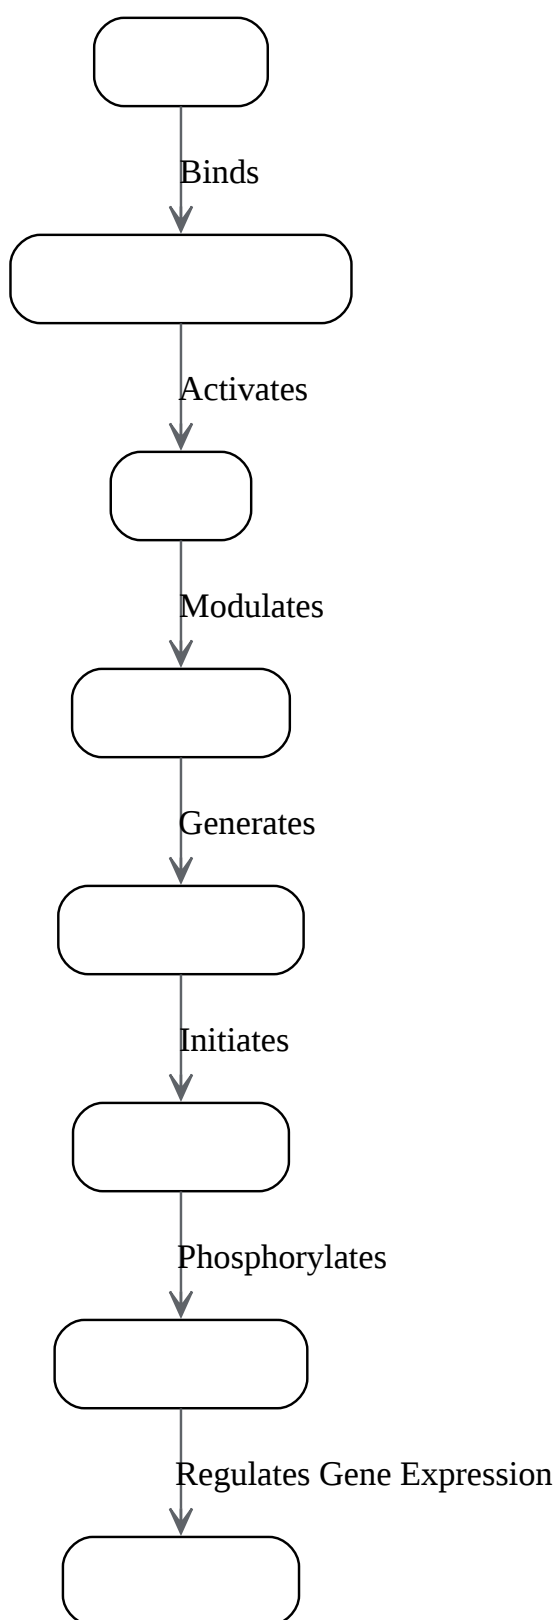 Binds
Activates
Modulates
Generates
Initiates
Phosphorylates
Regulates Gene Expression